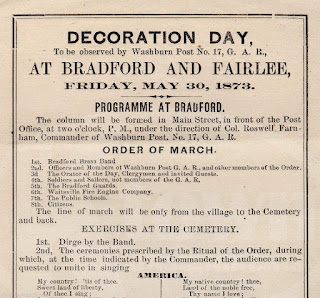 DECORATION DAY,
To be observed by Washburn Post No. 17, G. A. R.,
AT BRADFORD AND FAIRLEE,
FRIDAY, MAY 30, 1873.
PROGRAMME AT BRADFORD.
The column will be formed in Main Street, in front of the Post
Office, at two o'clock, P. M., under the direction of Col. Roswell, Farn-
ham, Commander of Washburn Post, No. 17, G. A. R.
ORDER OF MARCH.
1st. Bradford Brass Band
2nd. Officers and Members of Washburn Post G. A. R., and other members of the Order.
3d The Orator of the Day, Clergymen and Invited Guests.
4th. Soldiers and Sailors, not members of the G. A. R.
5th. The Bradford Guards.
6th. Waitsville Fire Engine Company.
7th. The Public Schools.
8th. Citizens.
The line of march will be only from the village to the Cemetery
and back.
EXERCISES AT THE CEMETERY.
1st. Dirge by the Band.
2nd, The ceremonies prescribed by the Ritual of the Order, during
which, at the time indicated by the Commander, the audience are re-
quested to unite in singing
AMERICA.
My country! 'tis of thee,
Sweet land of liberty,
Of thee I sing;
My native country! thee,
Land of the noble free,
Thy name I love;